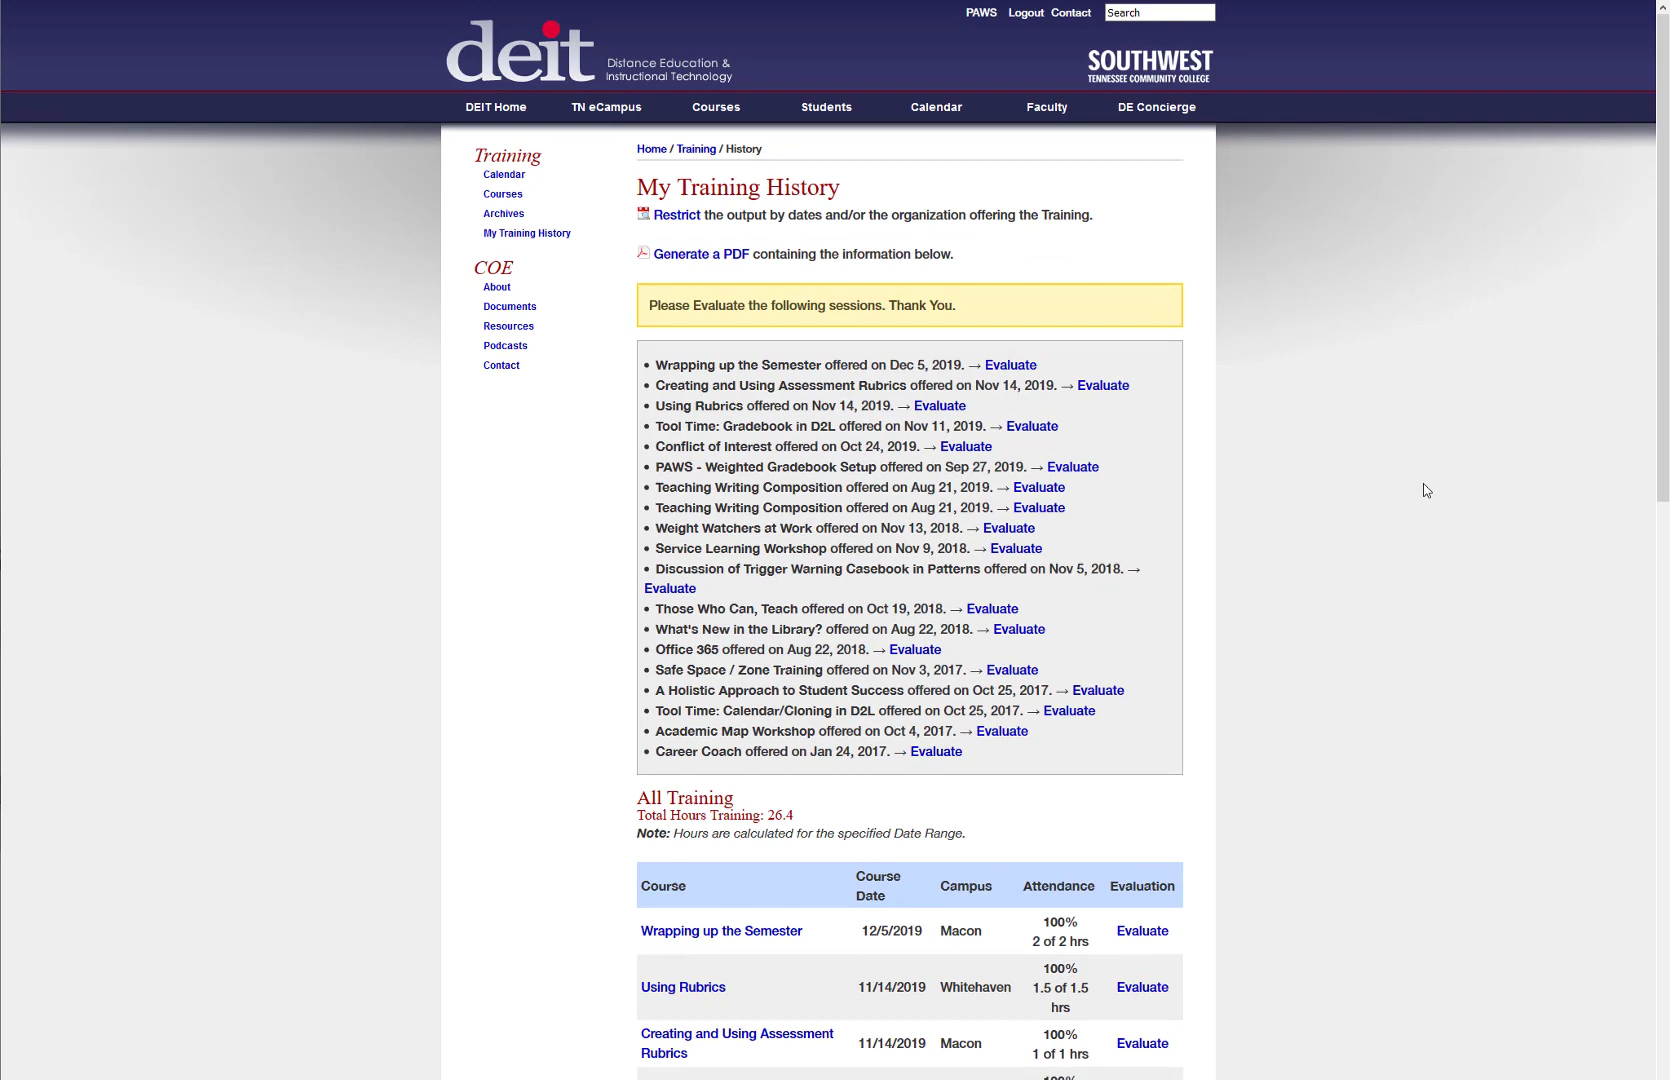 PAWS Logout Contact Search
deit Distance Education &
Instructional Technology
SOUTHWEST
TENNESSEE COMMUNITY COLLEGE
DEIT Home TN eCampus Courses Students Calendar Faculty DE Concierge
Training
Calendar
Courses
Archives
My Training History
COE
About
Documents
Resources
Podcasts
Contact
Home / Training / History
My Training History
Restrict the output by dates and/or the organization offering the Training.
Generate a PDF containing the information below.
Please Evaluate the following sessions. Thank You.
• Wrapping up the Semester offered on Dec 5, 2019. → Evaluate
• Creating and Using Assessment Rubrics offered on Nov 14, 2019. → Evaluate
• Using Rubrics offered on Nov 14, 2019. → Evaluate
• Tool Time: Gradebook in D2L offered on Nov 11, 2019. → Evaluate
• Conflict of Interest offered on Oct 24, 2019. → Evaluate
• PAWS - Weighted Gradebook Setup offered on Sep 27, 2019. → Evaluate
• Teaching Writing Composition offered on Aug 21, 2019. → Evaluate
• Teaching Writing Composition offered on Aug 21, 2019. → Evaluate
• Weight Watchers at Work offered on Nov 13, 2018. → Evaluate
• Service Learning Workshop offered on Nov 9, 2018. → Evaluate
• Discussion of Trigger Warning Casebook in Patterns offered on Nov 5, 2018. →
Evaluate
• Those Who Can, Teach offered on Oct 19, 2018. → Evaluate
• What's New in the Library? offered on Aug 22, 2018. → Evaluate
• Office 365 offered on Aug 22, 2018. → Evaluate
• Safe Space / Zone Training offered on Nov 3, 2017. → Evaluate
• A Holistic Approach to Student Success offered on Oct 25, 2017. → Evaluate
• Tool Time: Calendar/Cloning in D2L offered on Oct 25, 2017. → Evaluate
• Academic Map Workshop offered on Oct 4, 2017. → Evaluate
• Career Coach offered on Jan 24, 2017. → Evaluate
All Training
Total Hours Training: 26.4
Note: Hours are calculated for the specified Date Range.
Course Course Date Campus Attendance Evaluation
Wrapping up the Semester 12/5/2019 Macon 100% 2 of 2 hrs Evaluate
Using Rubrics 11/14/2019 Whitehaven 100% 1.5 of 1.5 hrs Evaluate
Creating and Using Assessment Rubrics 11/14/2019 Macon 100% 1 of 1 hrs Evaluate